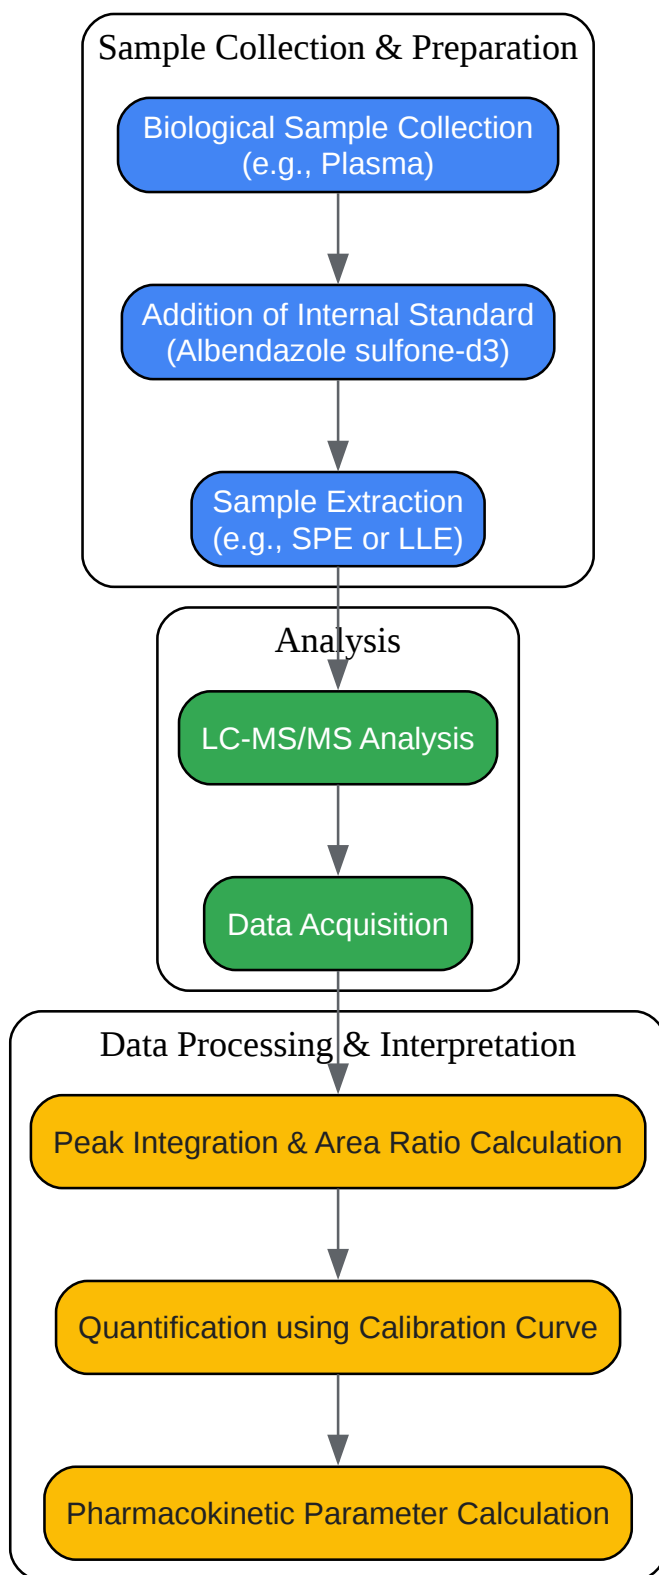 Sample Collection & Preparation
Biological Sample Collection
(e.g., Plasma)
Addition of Internal Standard
(Albendazole sulfone-d3)
Sample Extraction
(e.g., SPE or LLE)
Analysis
LC-MS/MS Analysis
Data Acquisition
Data Processing & Interpretation
Peak Integration & Area Ratio Calculation
Quantification using Calibration Curve
Pharmacokinetic Parameter Calculation